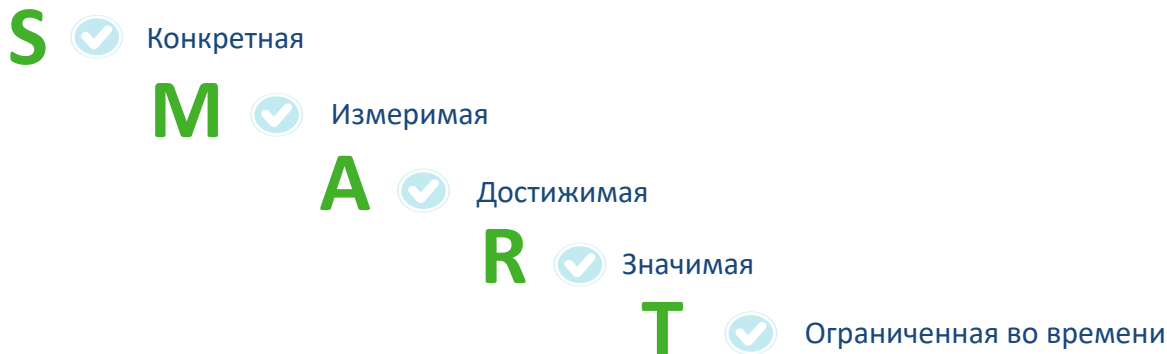 S Конкретная
M Измеримая
A Достижимая
R Значимая
T Ограниченная во времени